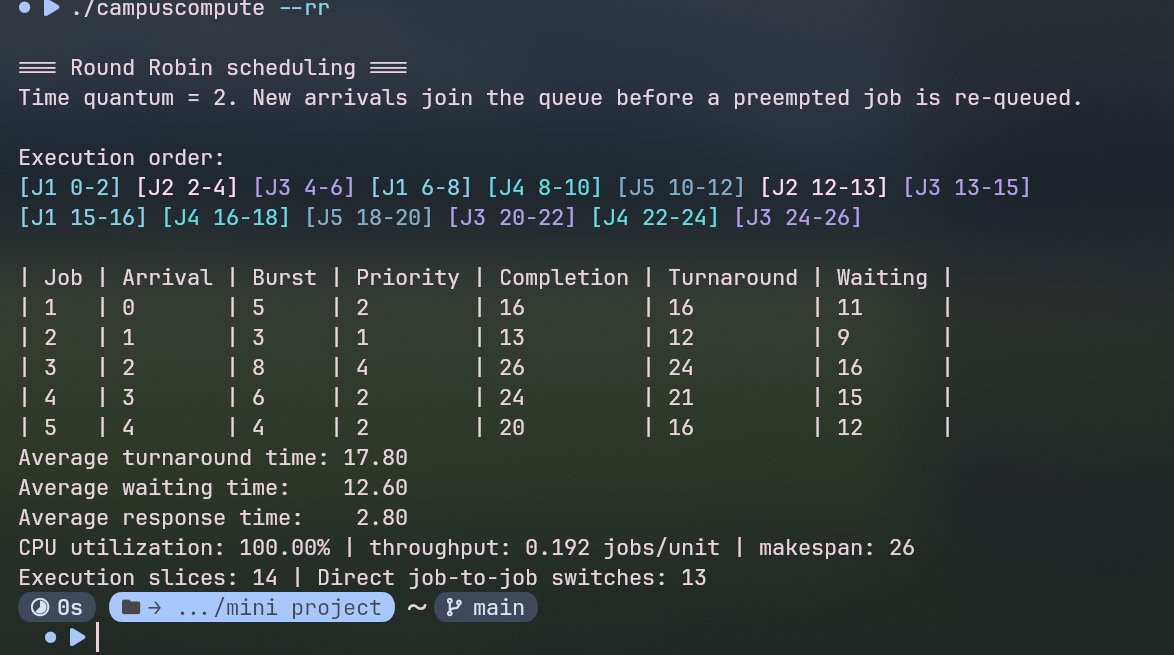 ./campuscompute --rr
=== Round Robin scheduling ===
Time quantum = 2. New arrivals join the queue before a preempted job is re-queued.
Execution order:
[J1 0-2] [J2 2-4] [J3 4-6] [J1 6-8] [J4 8-10] [J5 10-12] [J2 12-13] [J3 13-15]
[J1 15-16] [J4 16-18] [J5 18-20] [J3 20-22] [J4 22-24] [J3 24-26]
| Job | Arrival | Burst | Priority | Completion | Turnaround | Waiting |
| 1 | 0 | 5 | 2 | 16 | 16 | 11 |
| 2 | 1 | 3 | 1 | 13 | 12 | 9 |
| 3 | 2 | 8 | 4 | 26 | 24 | 16 |
| 4 | 3 | 6 | 2 | 24 | 21 | 15 |
| 5 | 4 | 4 | 2 | 20 | 16 | 12 |
Average turnaround time: 17.80
Average waiting time: 12.60
Average response time: 2.80
CPU utilization: 100.00% | throughput: 0.192 jobs/unit | makespan: 26
Execution slices: 14 | Direct job-to-job switches: 13
0s → .../mini project ~ main